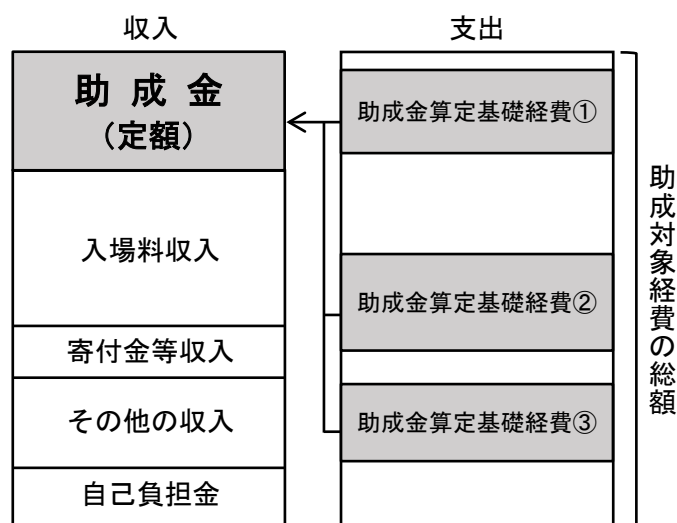 収入
助成金
（定額）
入場料収入
寄付金等収入
その他の収入
自己負担金
支出
助成金算定基礎経費①
助成金算定基礎経費②
助成金算定基礎経費③
助成対象経費の総額